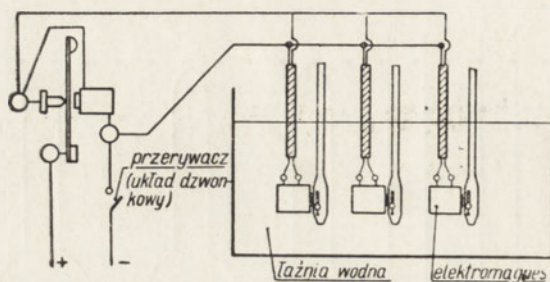 przerywacz
(układ dzwon-
kowy)
+ -
łaźnia wodna
elektromagnes